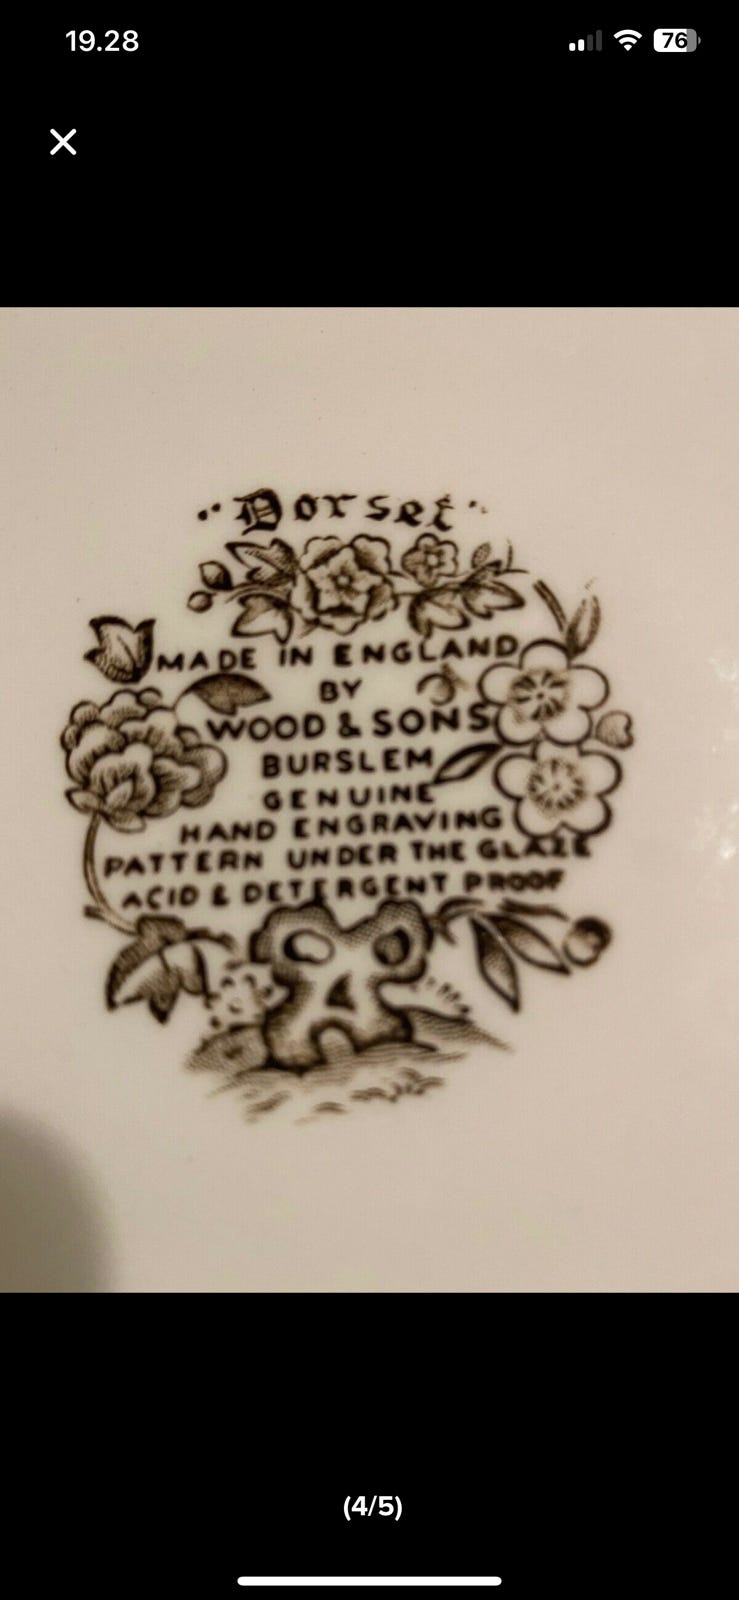 19.28
76
"Dorset"
MADE IN ENGLAND
BY
WOOD & SONS
BURSLEM
GENUINE
HAND ENGRAVING
PATTERN UNDER THE GLAZE
ACID & DETERGENT PROOF
(4/5)